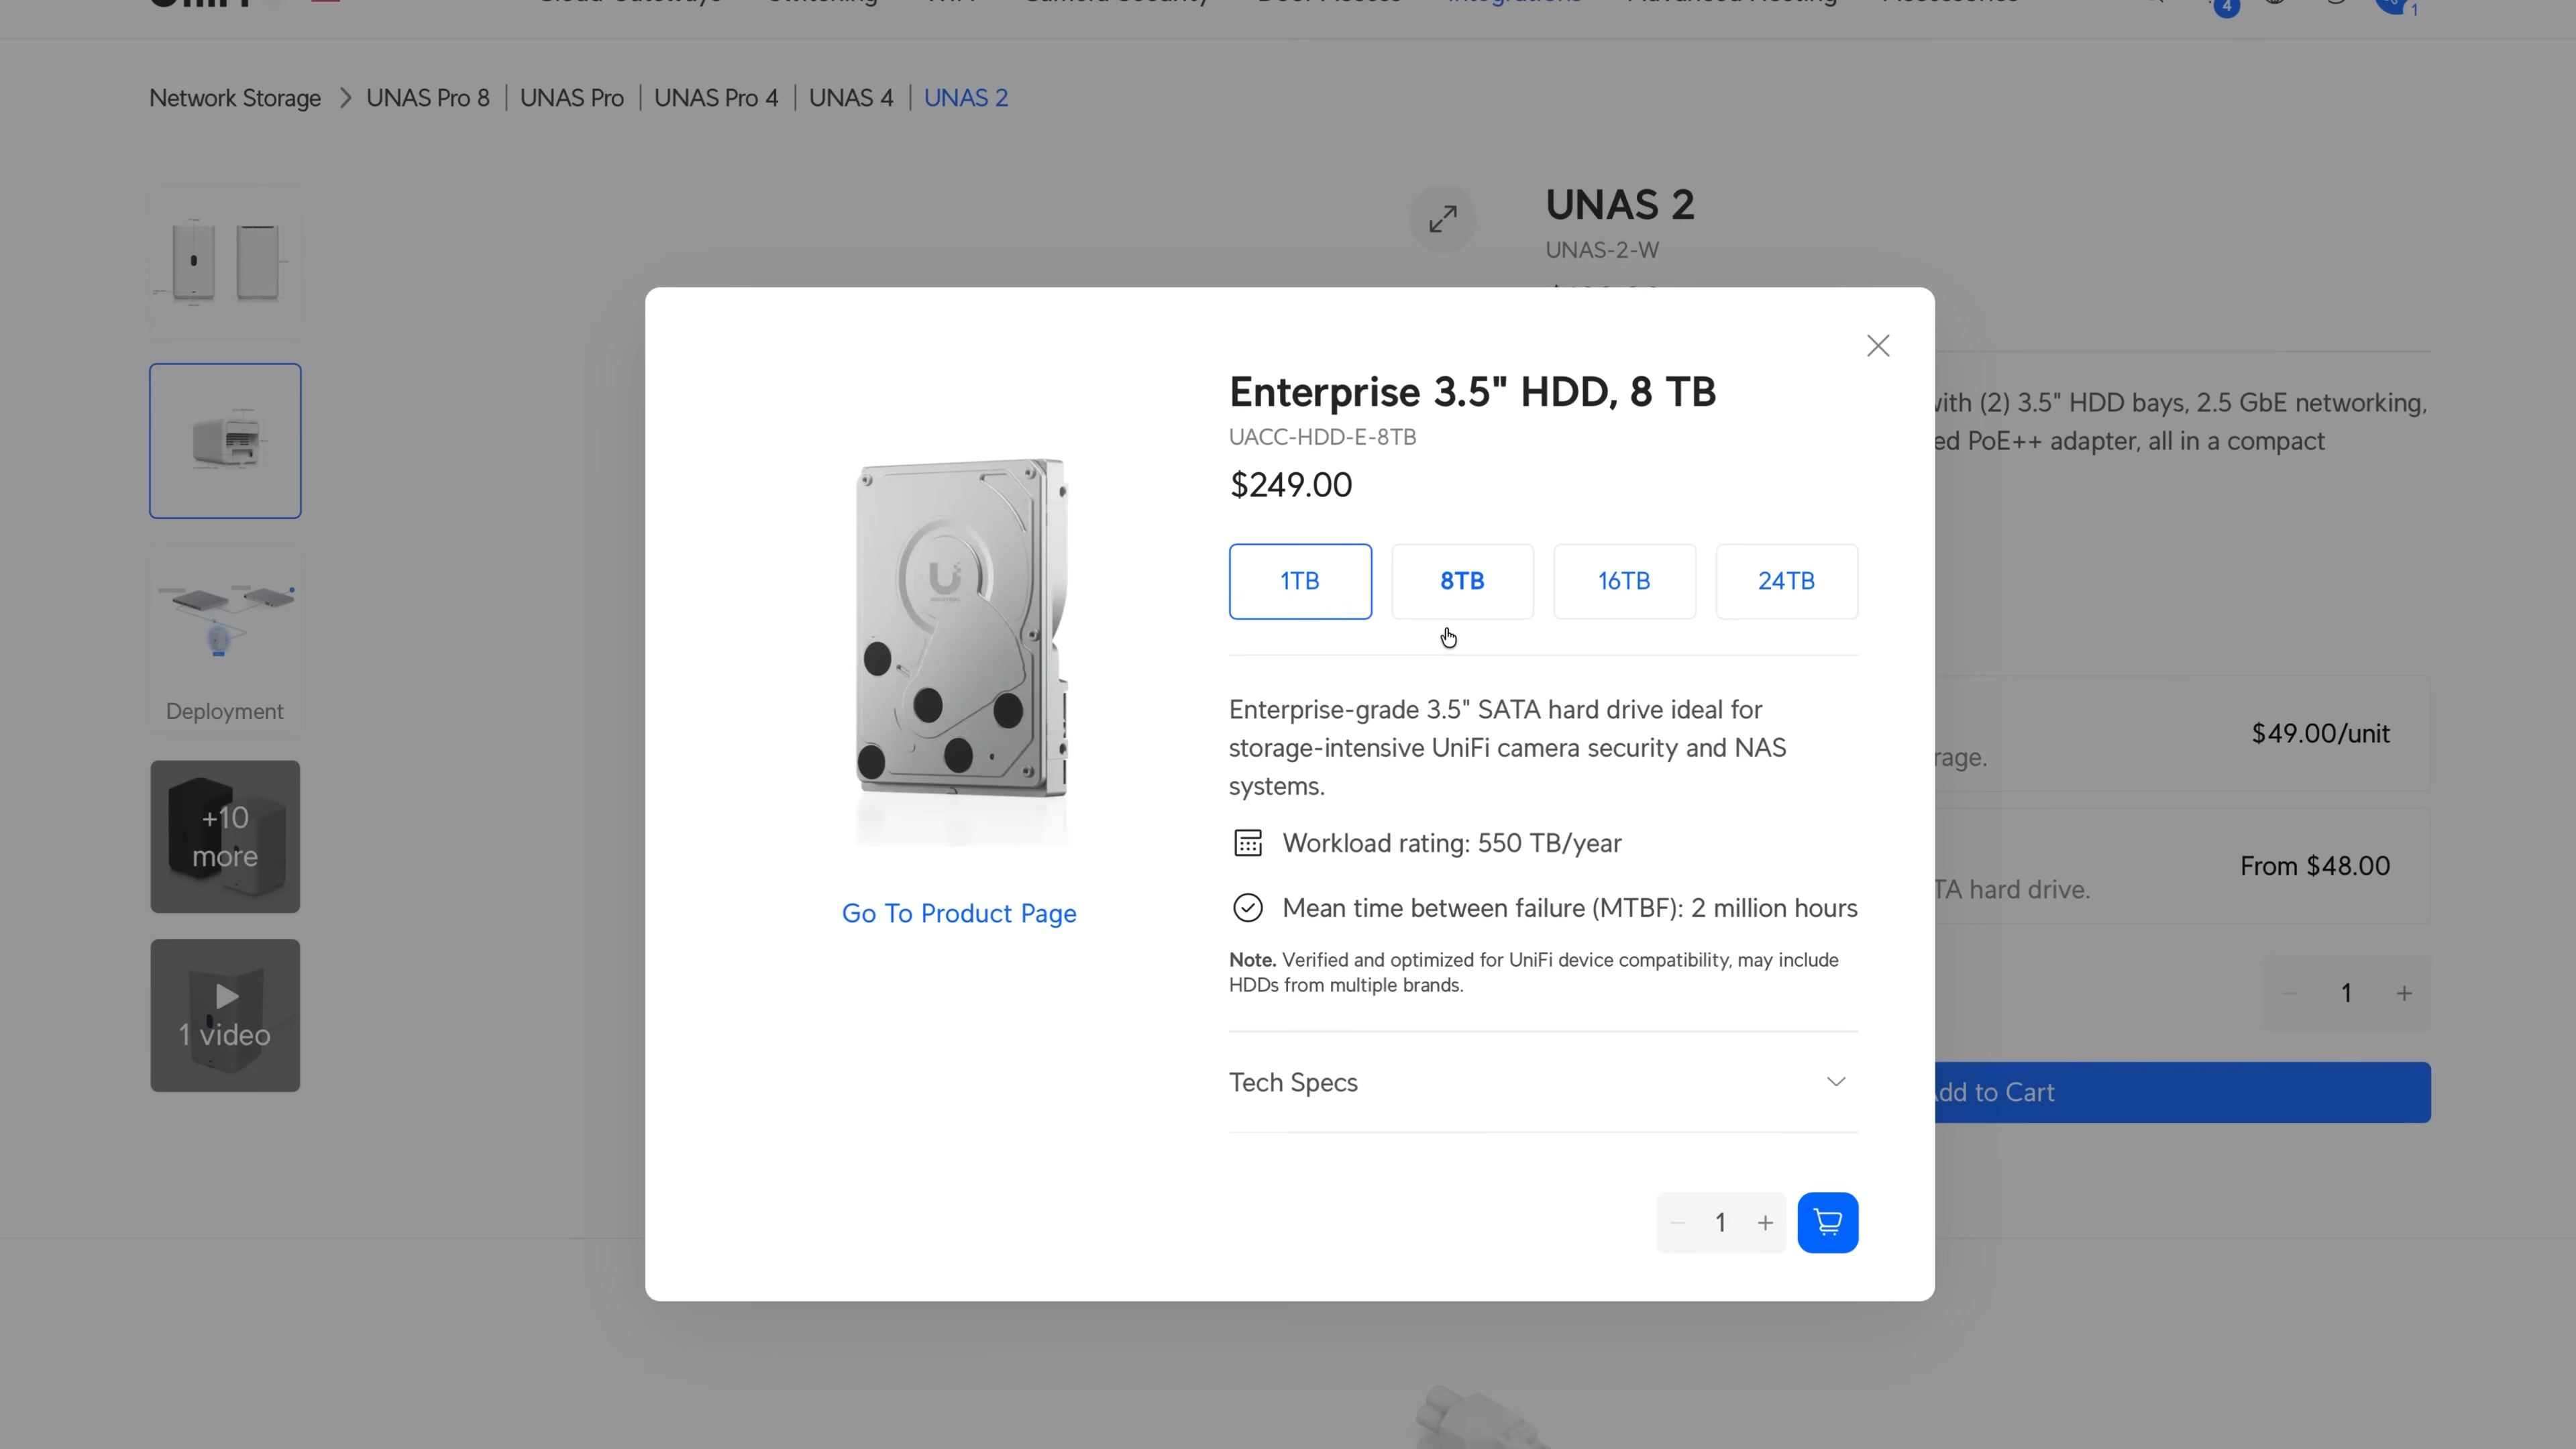 Network Storage
UNAS Pro 8
UNAS Pro
UNAS Pro 4
UNAS 4
UNAS 2
UNAS 2
UNAS-2-W
with (2) 3.5" HDD bays, 2.5 GbE networking,
PoE++ adapter, all in a compact
Enterprise 3.5" HDD, 8 TB
UACC-HDD-E-8TB
$249.00
1TB
8TB
16TB
24TB
Enterprise-grade 3.5" SATA hard drive ideal for
storage-intensive UniFi camera security and NAS
systems.
Workload rating: 550 TB/year
Mean time between failure (MTBF): 2 million hours
Note. Verified and optimized for UniFi device compatibility, may include
HDDs from multiple brands.
Tech Specs
1
Go To Product Page
U
Deployment
+10
more
1 video
$49.00/unit
From $48.00
hard drive.
1
to Cart
4
1